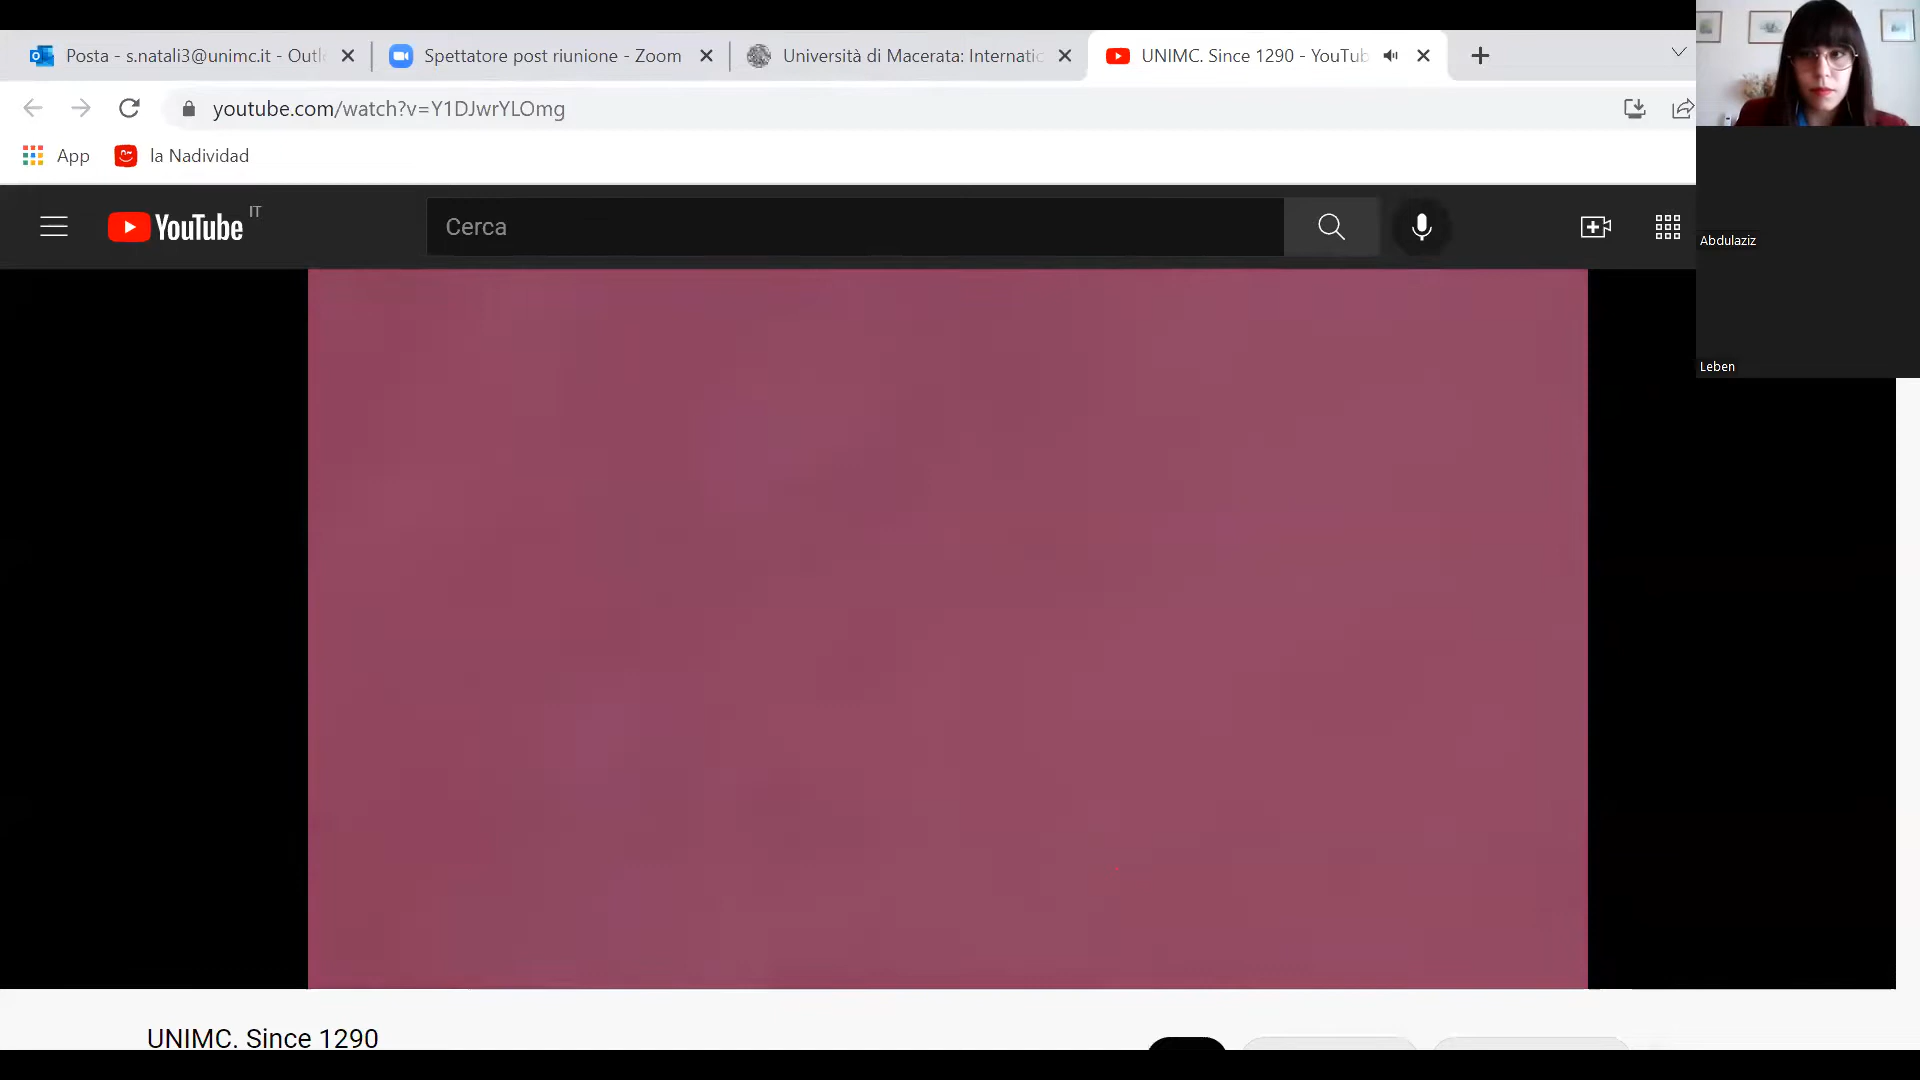 Posta - s.natali3@unimc.it - Outl
Spettatore post riunione - Zoom
Università di Macerata: Internatio
UNIMC. Since 1290 - YouTub
youtube.com/watch?v=Y1DJwrYLOmg
App
la Nadividad
YouTube IT
Cerca
Abdulaziz
Leben
UNIMC. Since 1290